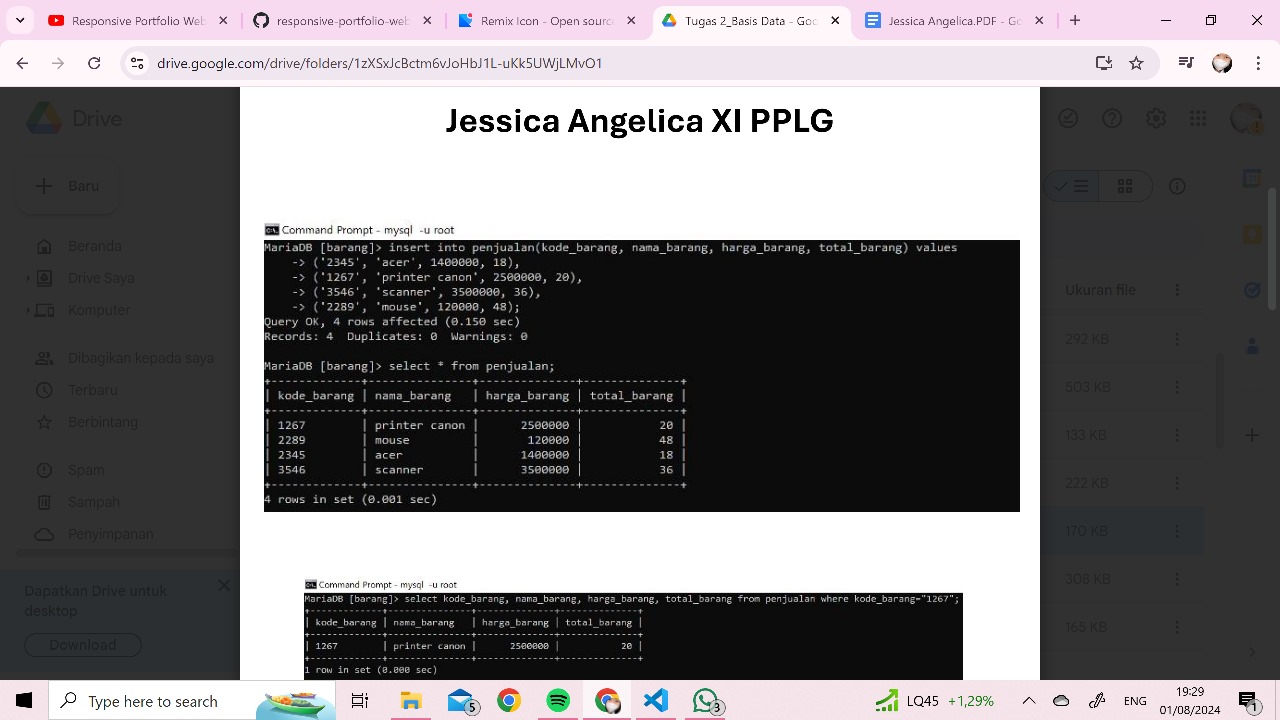 Responsive Portfolio Web
responsive-portfolio-web
Remix Icon - Open sour
Tugas 2_Basis Data - Goo
Jessica Angelica.PDF - Go
drive.google.com/drive/folders/1zXSxJcBctm6vJoHbJ1L-uKk5UWjLMvO1
Drive
Baru
Beranda
Drive Saya
Komputer
Dibagikan kepada saya
Terbaru
Berbintang
Spam
Sampah
Penyimpanan
Dapatkan Drive untuk
desktop
Download
Jessica Angelica XI PPLG
Command Prompt - mysql -u root
MariaDB [barang]> insert into penjualan(kode_barang, nama_barang, harga_barang, total_barang) values
-> ('2345', 'acer', 1400000, 18),
-> ('1267', 'printer canon', 2500000, 20),
-> ('3546', 'scanner', 3500000, 36),
-> ('2289', 'mouse', 120000, 48);
Query OK, 4 rows affected (0.150 sec)
Records: 4  Duplicates: 0  Warnings: 0
MariaDB [barang]> select * from penjualan;
+-------------+---------------+--------------+--------------+
| kode_barang | nama_barang   | harga_barang | total_barang |
+-------------+---------------+--------------+--------------+
| 1267        | printer canon |      2500000 |           20 |
| 2289        | mouse         |       120000 |           48 |
| 2345        | acer          |      1400000 |           18 |
| 3546        | scanner       |      3500000 |           36 |
+-------------+---------------+--------------+--------------+
4 rows in set (0.001 sec)
Command Prompt - mysql -u root
MariaDB [barang]> select kode_barang, nama_barang, harga_barang, total_barang from penjualan where kode_barang="1267";
+-------------+---------------+--------------+--------------+
| kode_barang | nama_barang   | harga_barang | total_barang |
+-------------+---------------+--------------+--------------+
| 1267        | printer canon |      2500000 |           20 |
+-------------+---------------+--------------+--------------+
1 row in set (0.000 sec)
Ukuran file
292 KB
503 KB
133 KB
222 KB
170 KB
308 KB
165 KB
Type here to search
5
3
LQ45 +1,29%
ENG
19:29
01/08/2024
1